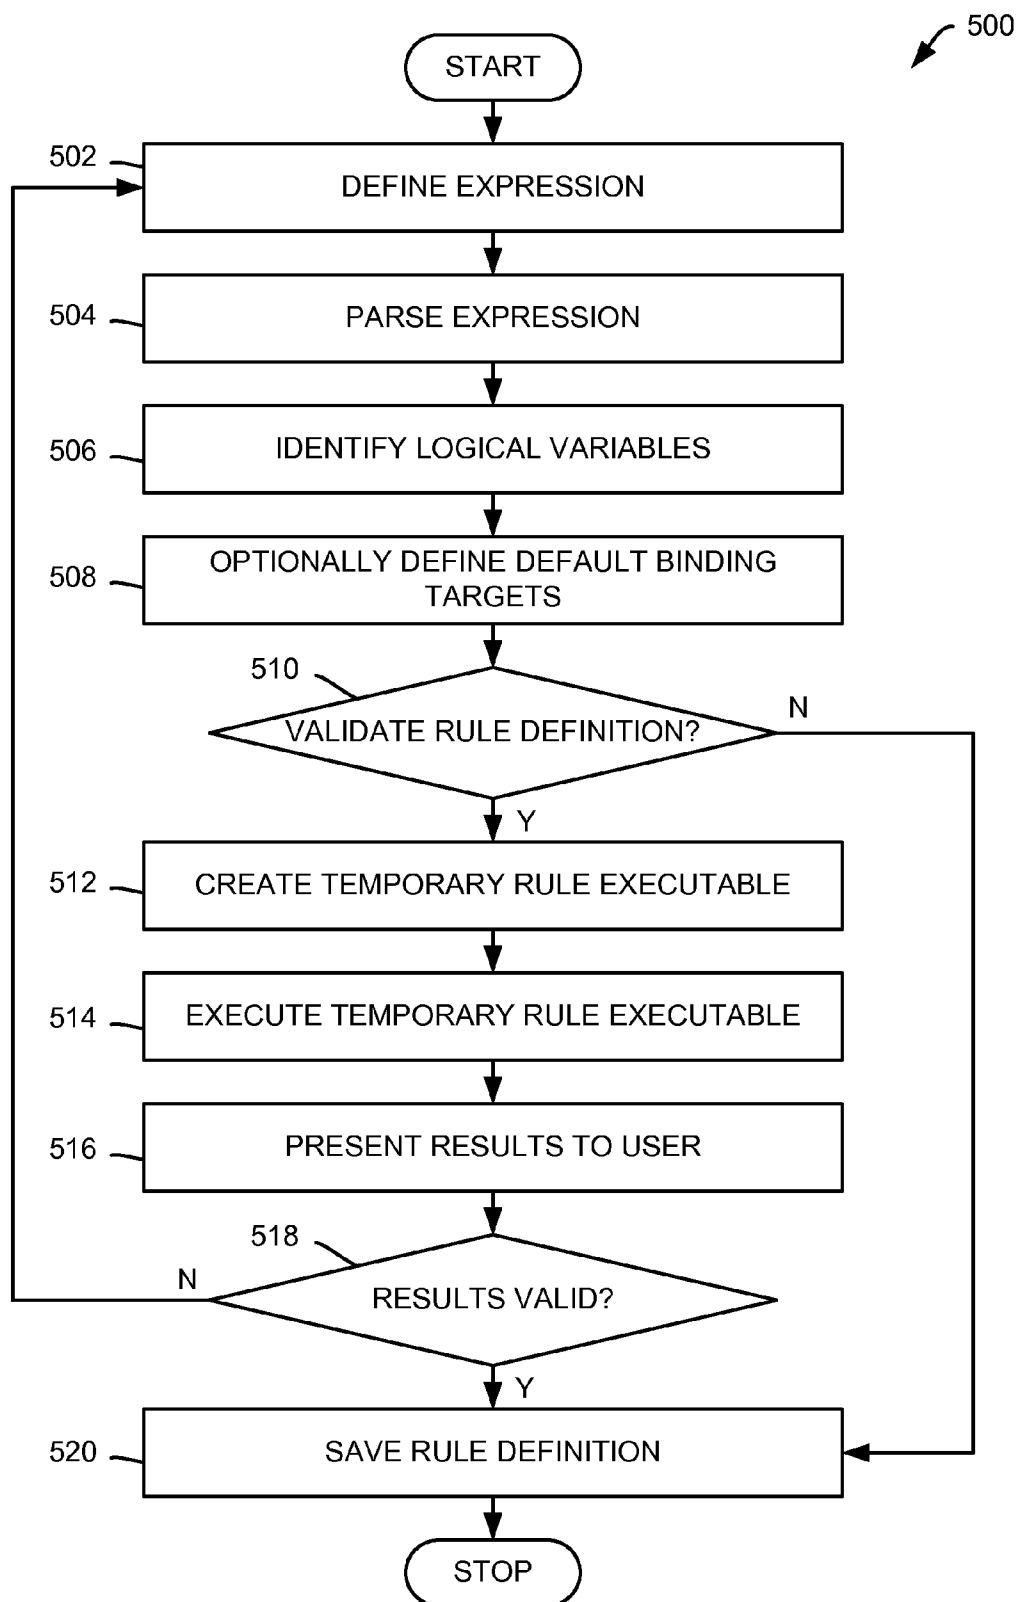 500
START
502
DEFINE EXPRESSION
504
PARSE EXPRESSION
506
IDENTIFY LOGICAL VARIABLES
508
OPTIONALLY DEFINE DEFAULT BINDING
TARGETS
510
VALIDATE RULE DEFINITION?
N
Y
512
CREATE TEMPORARY RULE EXECUTABLE
514
EXECUTE TEMPORARY RULE EXECUTABLE
516
PRESENT RESULTS TO USER
518
N
RESULTS VALID?
Y
520
SAVE RULE DEFINITION
STOP